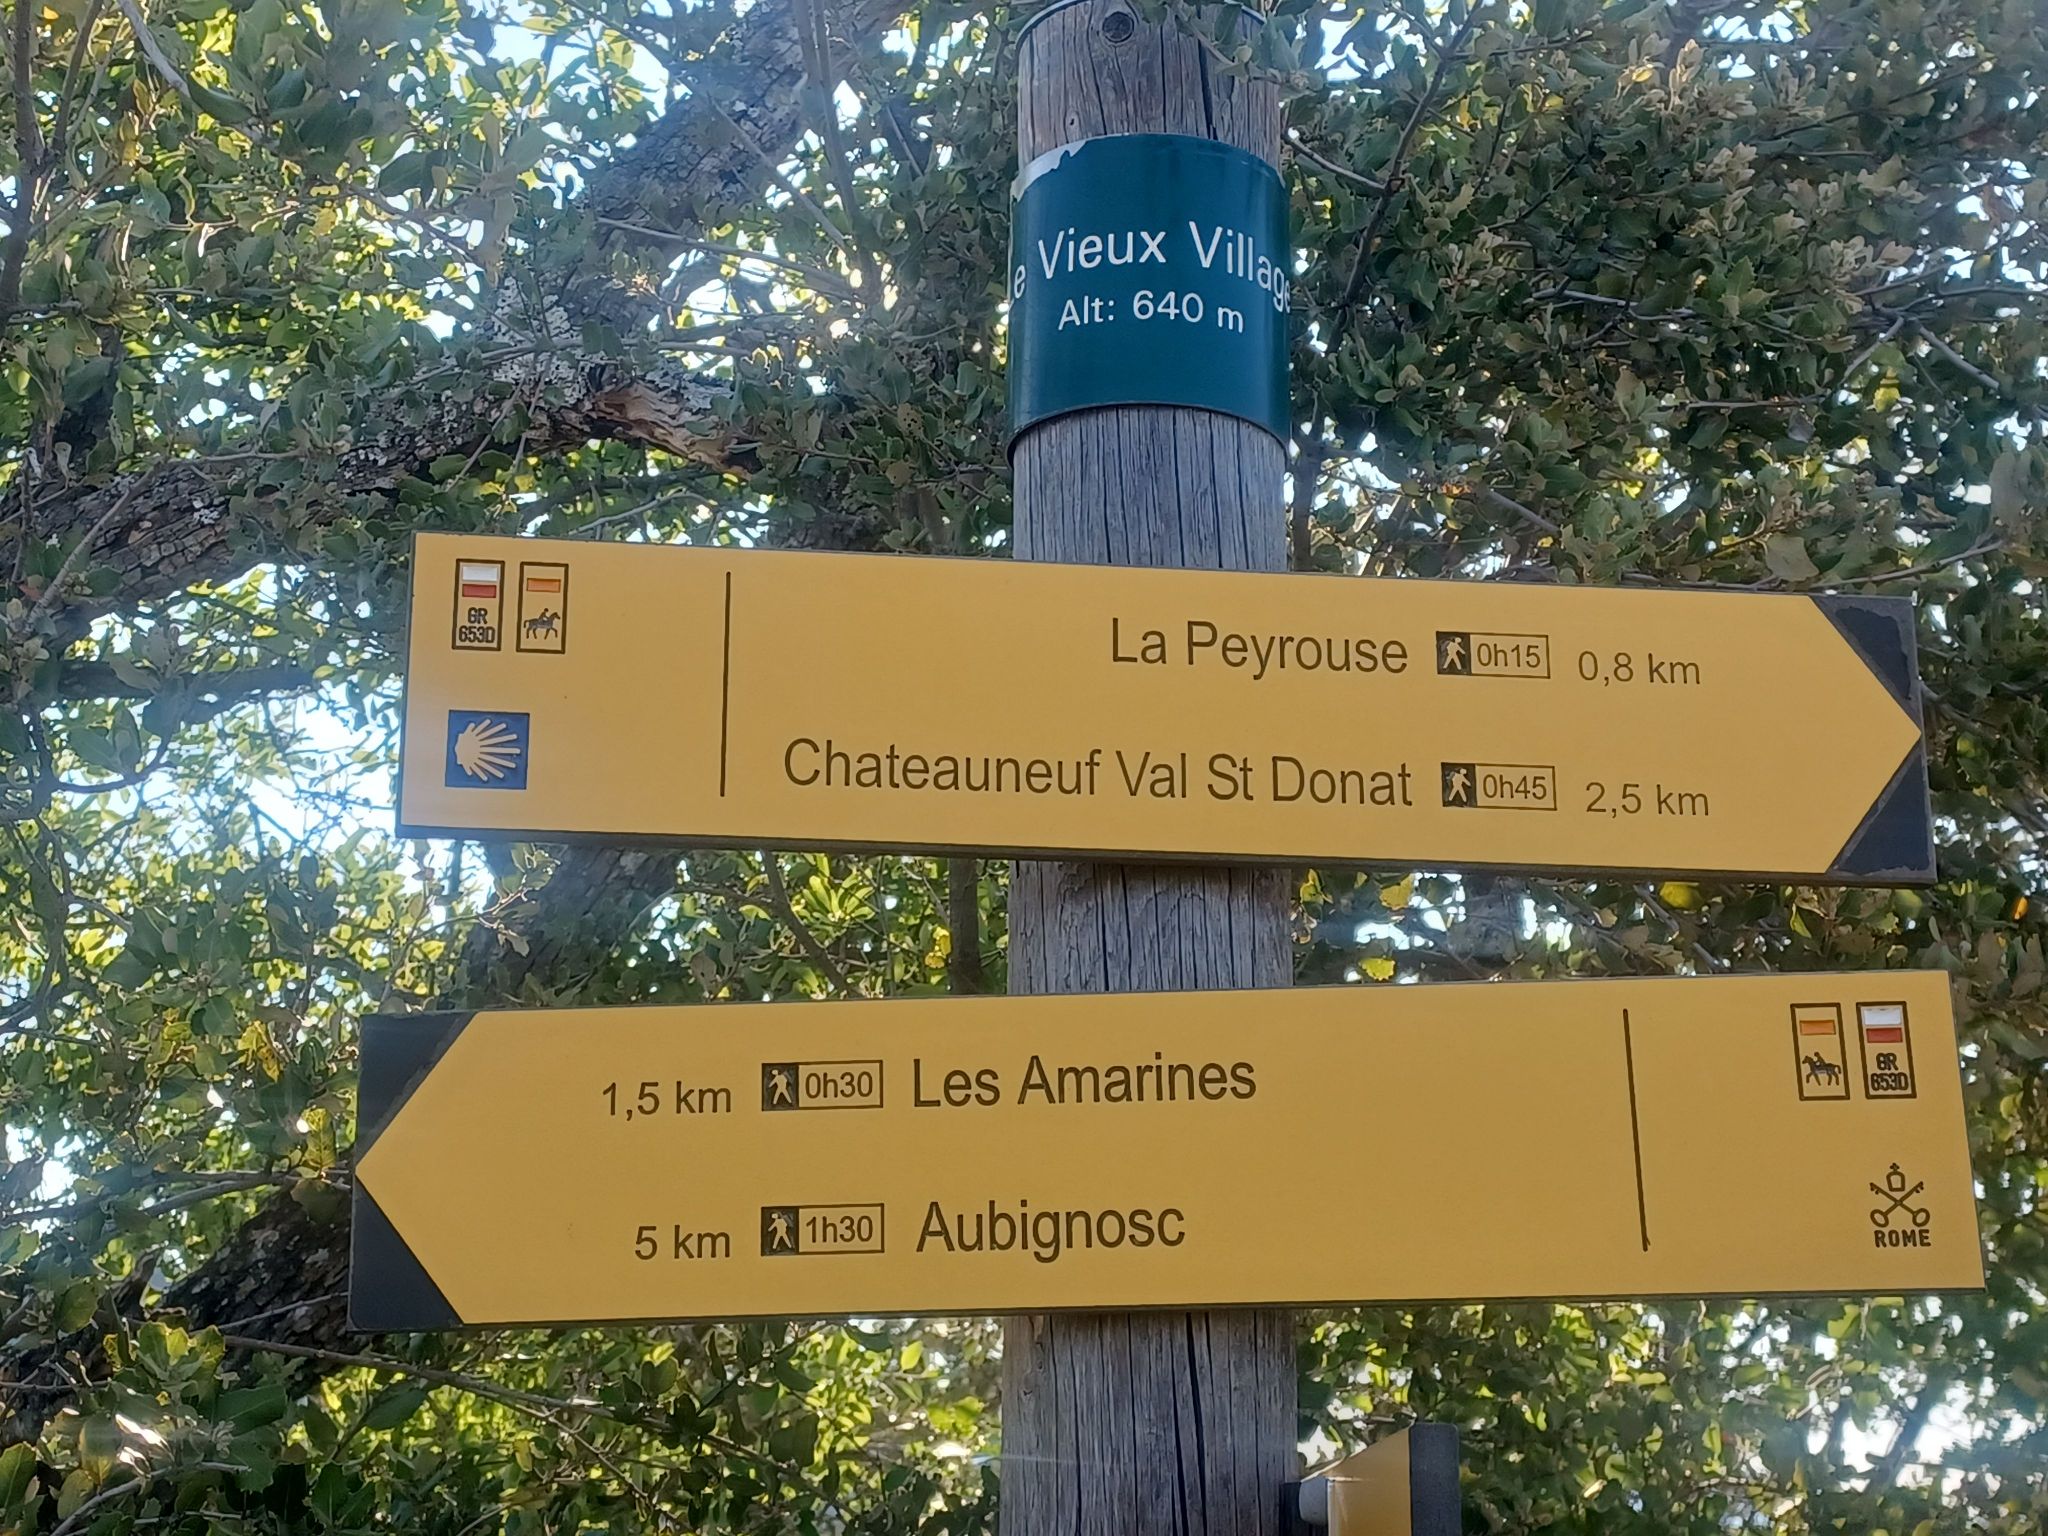 e Vieux Village
Alt: 640 m
GR
653D
La Peyrouse 0h15 0,8 km
Chateauneuf Val St Donat 0h45 2,5 km
1,5 km 0h30 Les Amarines
GR
653D
5 km 1h30 Aubignosc
ROME